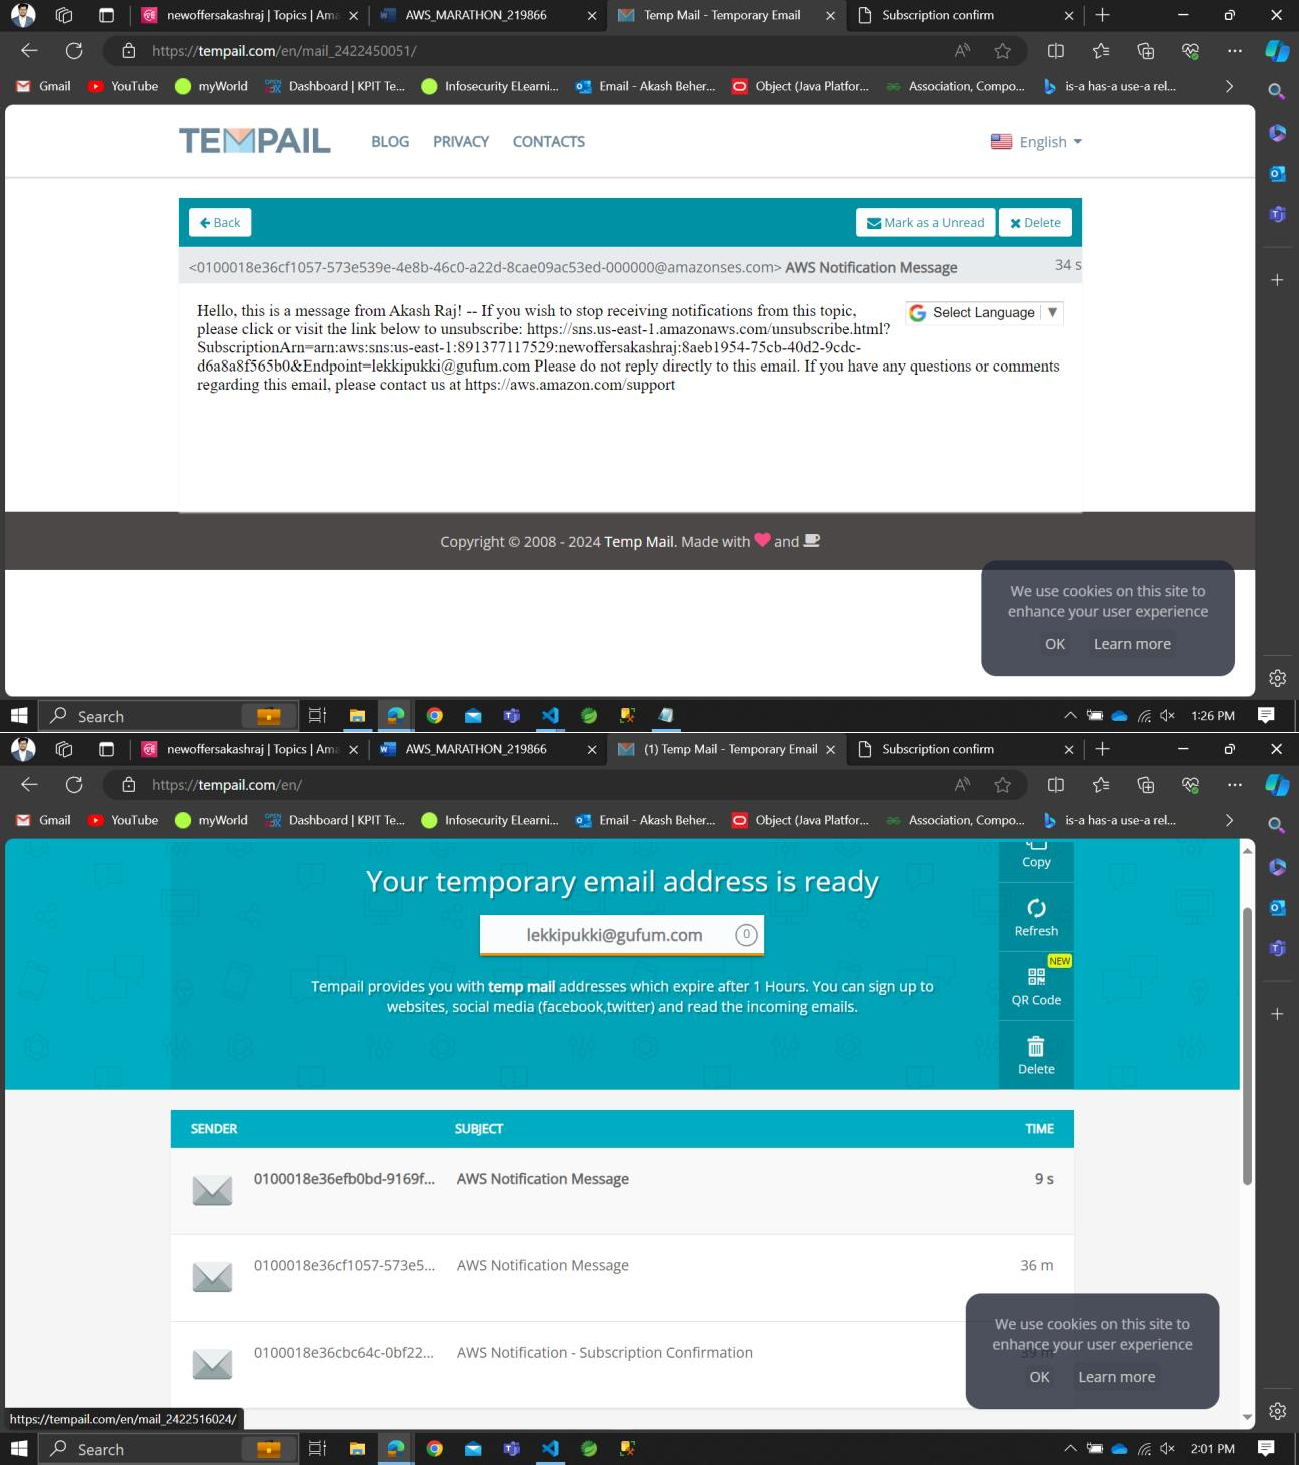 newoffersakashraj | Topics | Ama
AWS_MARATHON_219866
Temp Mail - Temporary Email
Subscription confirm
https://tempail.com/en/mail_2422450051/
Gmail
YouTube
myWorld
Dashboard | KPIT Te...
Infosecurity ELearni...
Email - Akash Beher...
Object (Java Platfor...
Association, Compo...
is-a has-a use-a rel...
TEMPAIL
BLOG
PRIVACY
CONTACTS
English
Back
Mark as a Unread
Delete
<0100018e36cf1057-573e539e-4e8b-46c0-a22d-8cae09ac53ed-000000@amazonses.com> AWS Notification Message
34 s
Hello, this is a message from Akash Raj! -- If you wish to stop receiving notifications from this topic,
Select Language
please click or visit the link below to unsubscribe: https://sns.us-east-1.amazonaws.com/unsubscribe.html?
SubscriptionArn=arn:aws:sns:us-east-1:891377117529:newoffersakashraj:8aeb1954-75cb-40d2-9cdc-
d6a8a8f565b0&Endpoint=lekkipukki@gufum.com Please do not reply directly to this email. If you have any questions or comments
regarding this email, please contact us at https://aws.amazon.com/support
Copyright © 2008 - 2024 Temp Mail. Made with and
We use cookies on this site to
enhance your user experience
OK
Learn more
Search
1:26 PM
newoffersakashraj | Topics | Ama
AWS_MARATHON_219866
(1) Temp Mail - Temporary Email
Subscription confirm
https://tempail.com/en/
Gmail
YouTube
myWorld
Dashboard | KPIT Te...
Infosecurity ELearni...
Email - Akash Beher...
Object (Java Platfor...
Association, Compo...
is-a has-a use-a rel...
Copy
Your temporary email address is ready
Refresh
lekkipukki@gufum.com
0
NEW
Tempail provides you with temp mail addresses which expire after 1 Hours. You can sign up to
websites, social media (facebook,twitter) and read the incoming emails.
QR Code
Delete
SENDER
SUBJECT
TIME
0100018e36efb0bd-9169f...
AWS Notification Message
9 s
0100018e36cf1057-573e5...
AWS Notification Message
36 m
0100018e36cbc64c-0bf22...
AWS Notification - Subscription Confirmation
We use cookies on this site to
enhance your user experience
OK
Learn more
https://tempail.com/en/mail_2422516024/
Search
2:01 PM